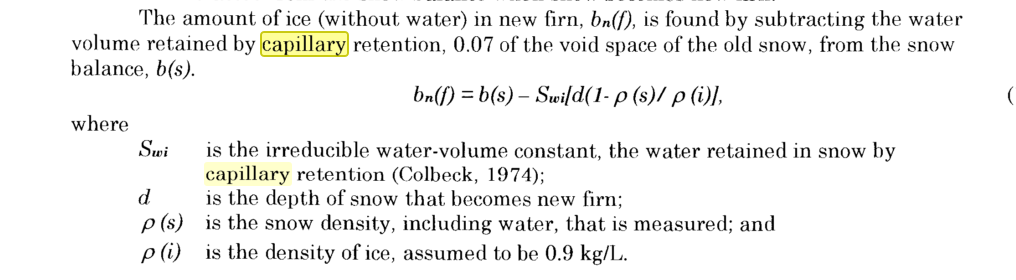 The amount of ice (without water) in new firn, bn(f), is found by subtracting the water
volume retained by capillary retention, 0.07 of the void space of the old snow, from the snow
balance, b(s).
bn(f) = b(s) – Swi[d(1- ρ (s)/ ρ (i)], (
where
Swi is the irreducible water-volume constant, the water retained in snow by
capillary retention (Colbeck, 1974);
d is the depth of snow that becomes new firn;
ρ (s) is the snow density, including water, that is measured; and
ρ (i) is the density of ice, assumed to be 0.9 kg/L.